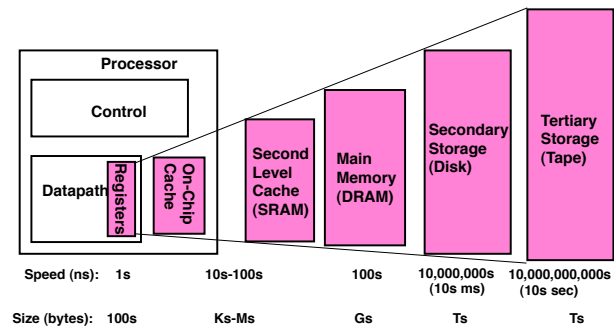 Processor
Control
Datapath
Registers
On-Chip
Cache
Second
Level
Cache
(SRAM)
Main
Memory
(DRAM)
Secondary
Storage
(Disk)
Tertiary
Storage
(Tape)
Speed (ns): 1s 10s-100s 100s 10,000,000s 10,000,000,000s
(10s ms) (10s sec)
Size (bytes): 100s Ks-Ms Gs Ts Ts